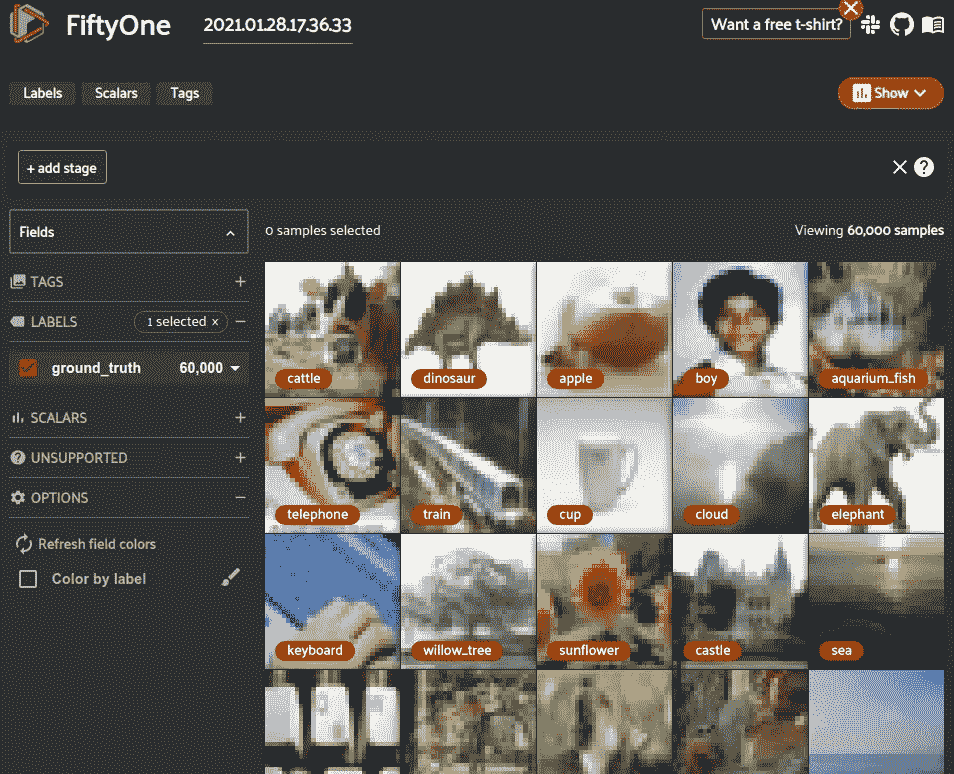 FiftyOne 2021.01.28.17.36.33 Want a free t-shirt?
Labels Scalars Tags Show
+ add stage ?
Fields 0 samples selected Viewing 60,000 samples
TAGS +
LABELS 1 selected x −
ground_truth 60,000
SCALARS +
UNSUPPORTED +
OPTIONS −
Refresh field colors
Color by label
cattle dinosaur apple boy aquarium_fish
telephone train cup cloud elephant
keyboard willow_tree sunflower castle sea